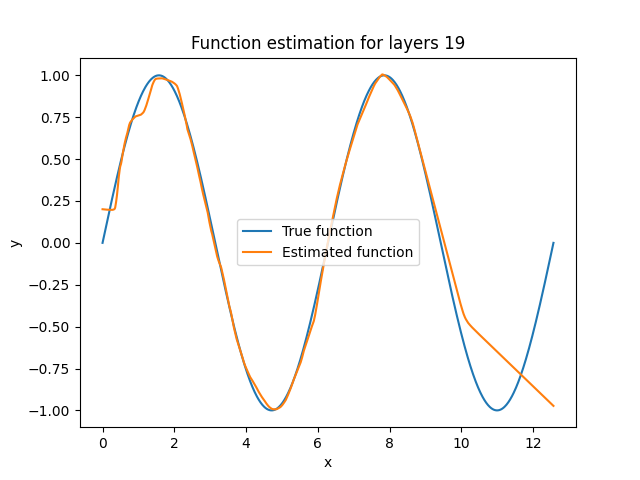 Function estimation for layers 19
1.00
0.75
0.50
0.25
0.00
−0.25
−0.50
−0.75
−1.00
y
True function
Estimated function
0 2 4 6 8 10 12
x